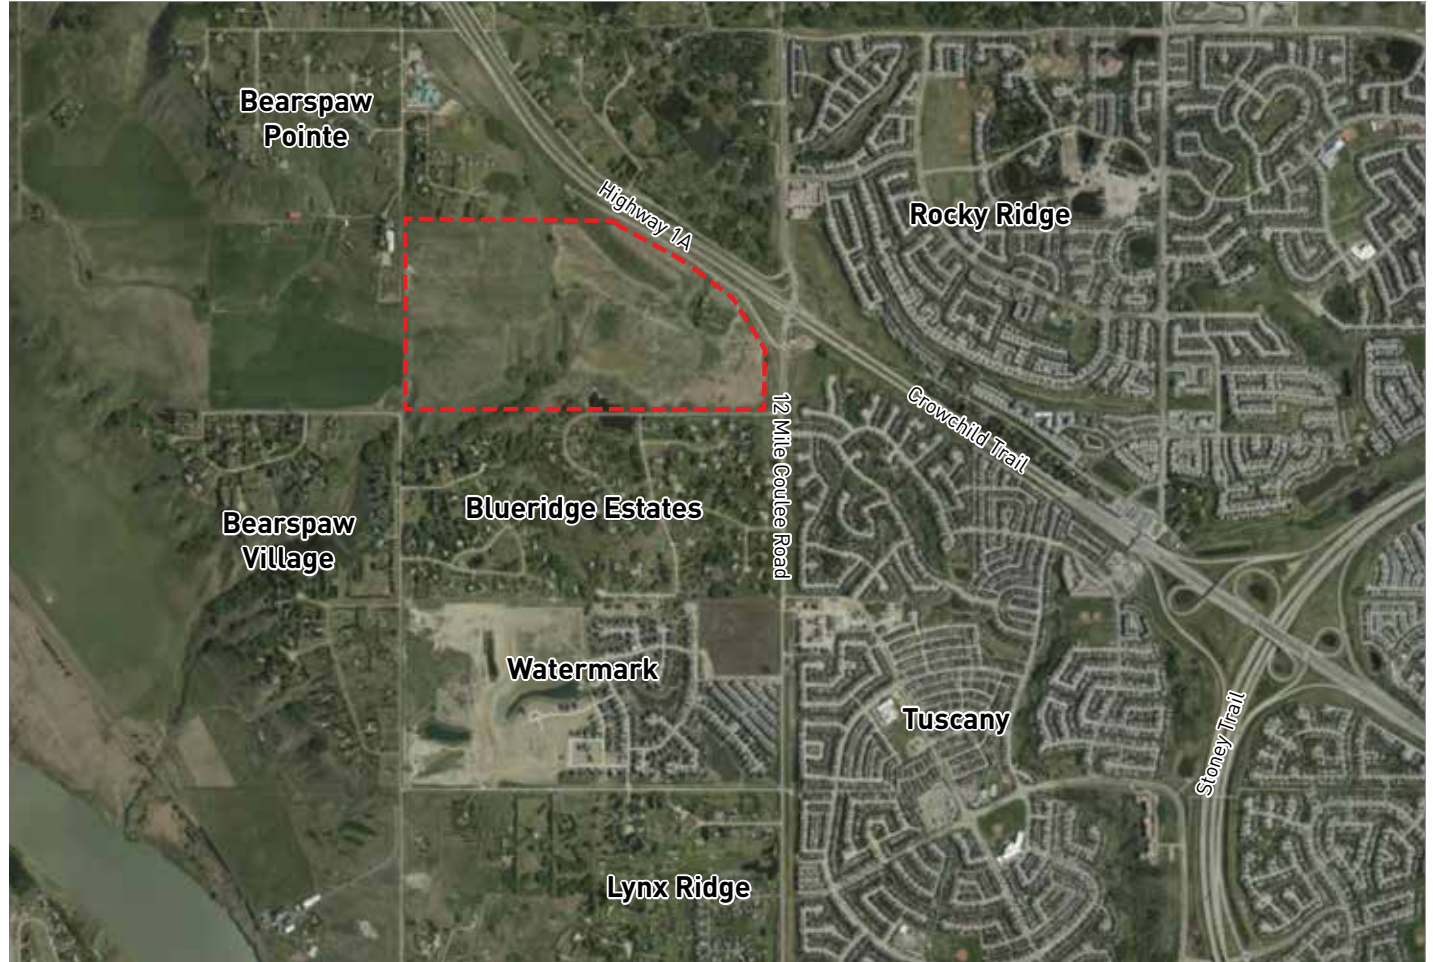 Bearspaw
Pointe
Highway 1A
Rocky Ridge
Crowchild Trail
12 Mile Coulee Road
Blueridge Estates
Bearspaw
Village
Watermark
Tuscany
Stoney Trail
Lynx Ridge